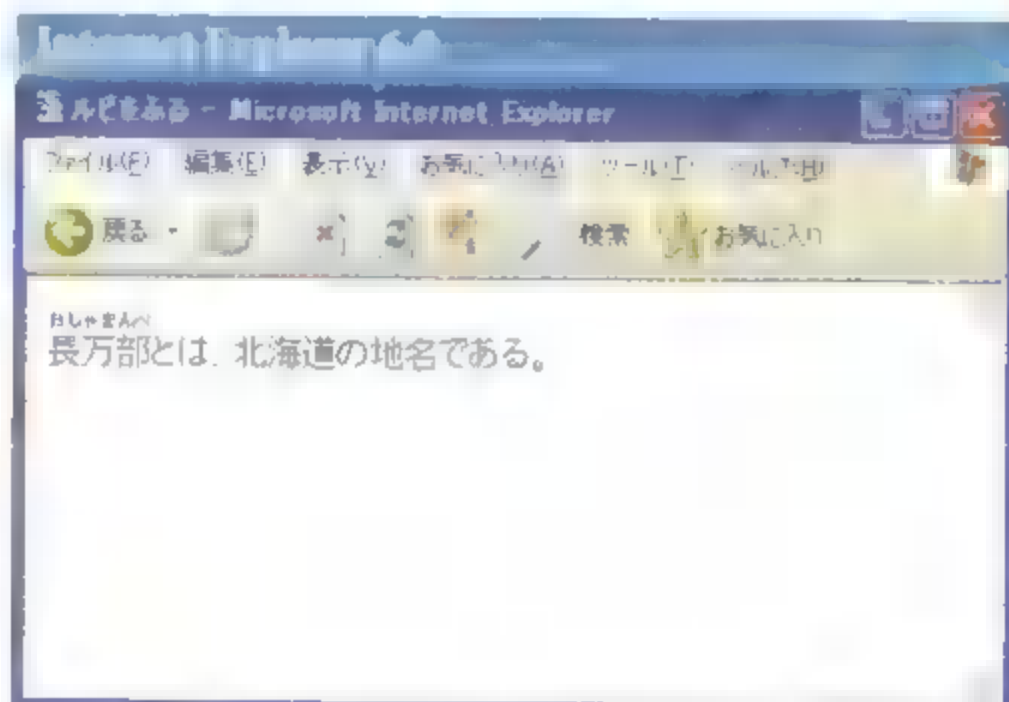 Internet Explorer 6.0
ルビをふる - Microsoft Internet Explorer
ファイル(F) 編集(E) 表示(V) お気に入り(A) ツール(T) ヘルプ(H)
戻る 検索 お気に入り
おしゃまんべ
長万部とは、北海道の地名である。